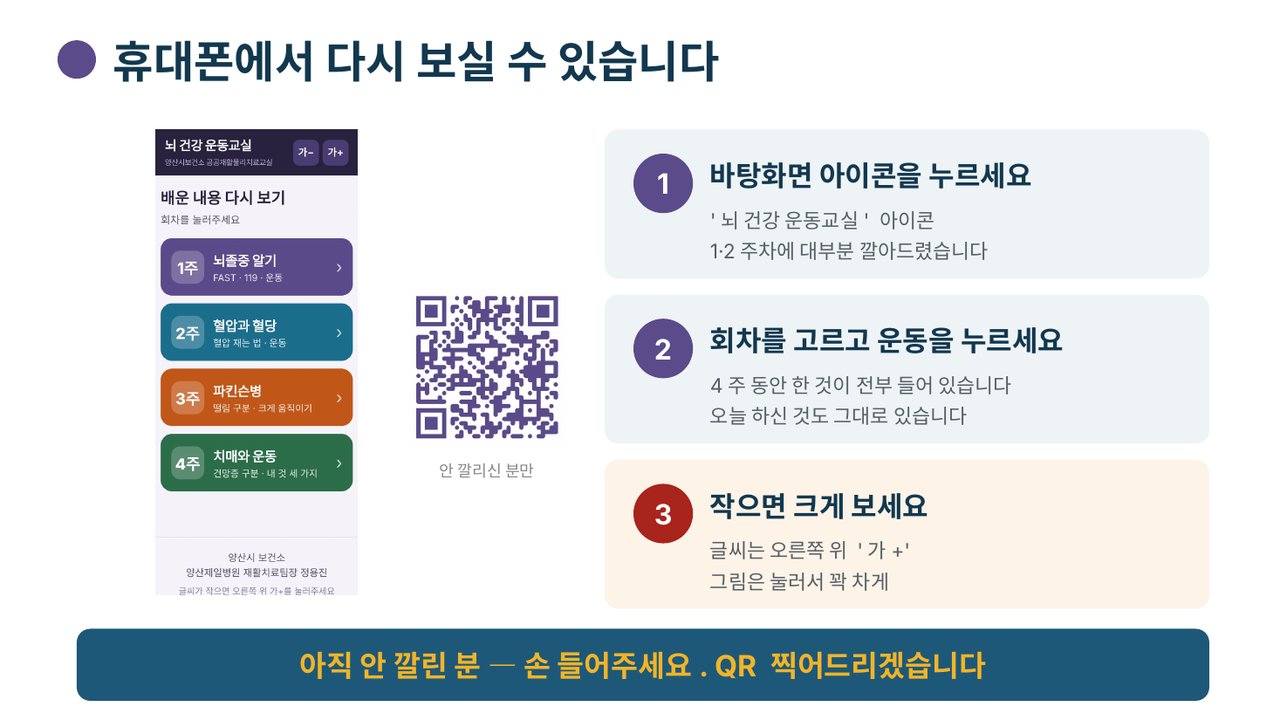 휴대폰에서 다시 보실 수 있습니다
뇌 건강 운동교실
양산시보건소 공공재활물리치료교실
가−
가+
배운 내용 다시 보기
회차를 눌러주세요
1주
뇌졸중 알기
FAST · 119 · 운동
2주
혈압과 혈당
혈압 재는 법 · 운동
3주
파킨슨병
떨림 구분 · 크게 움직이기
4주
치매와 운동
건망증 구분 · 내 것 세 가지
양산시 보건소
양산제일병원 재활치료팀장 정용진
글씨가 작으면 오른쪽 위 가+를 눌러주세요
안 깔리신 분만
1
바탕화면 아이콘을 누르세요
' 뇌 건강 운동교실 ' 아이콘
1·2 주차에 대부분 깔아드렸습니다
2
회차를 고르고 운동을 누르세요
4 주 동안 한 것이 전부 들어 있습니다
오늘 하신 것도 그대로 있습니다
3
작으면 크게 보세요
글씨는 오른쪽 위 ' 가 +'
그림은 눌러서 꽉 차게
아직 안 깔린 분 — 손 들어주세요 . QR 찍어드리겠습니다